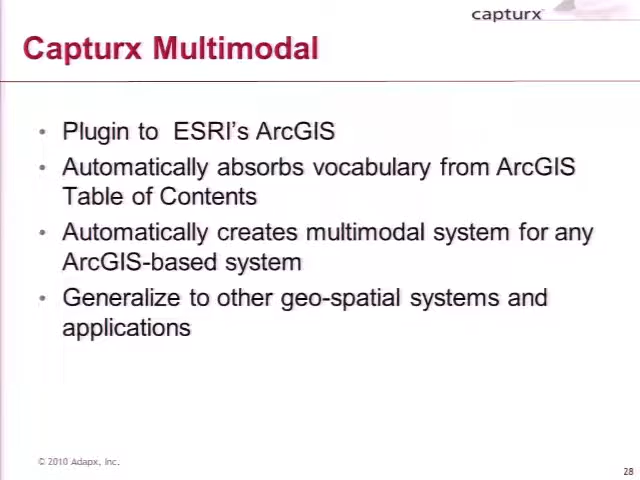 capturx
Capturx Multimodal
• Plugin to ESRI's ArcGIS
• Automatically absorbs vocabulary from ArcGIS
Table of Contents
• Automatically creates multimodal system for any
ArcGIS-based system
• Generalize to other geo-spatial systems and
applications
© 2010 Adapx, Inc.
28